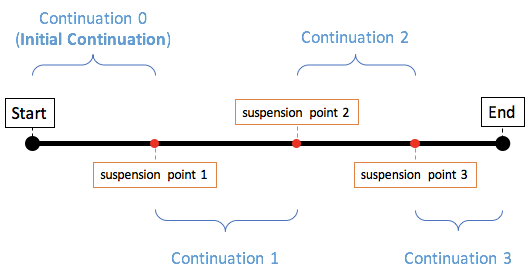 Continuation 0
(Initial Continuation)
Continuation 2
Start
suspension point 2
End
suspension point 1
suspension point 3
Continuation 1
Continuation 3